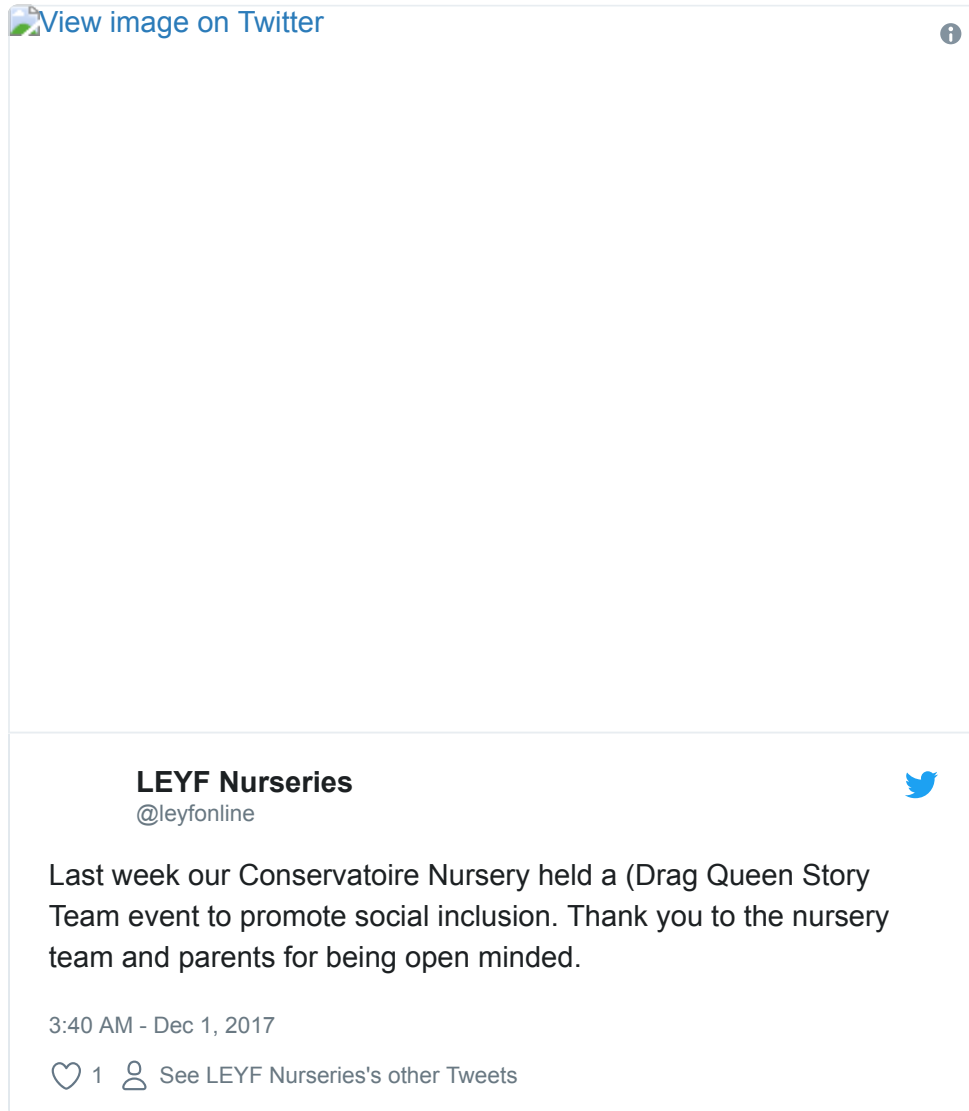 View image on Twitter
LEYF Nurseries
@leyfonline
Last week our Conservatoire Nursery held a (Drag Queen Story
Team event to promote social inclusion. Thank you to the nursery
team and parents for being open minded.
3:40 AM - Dec 1, 2017
1 See LEYF Nurseries's other Tweets